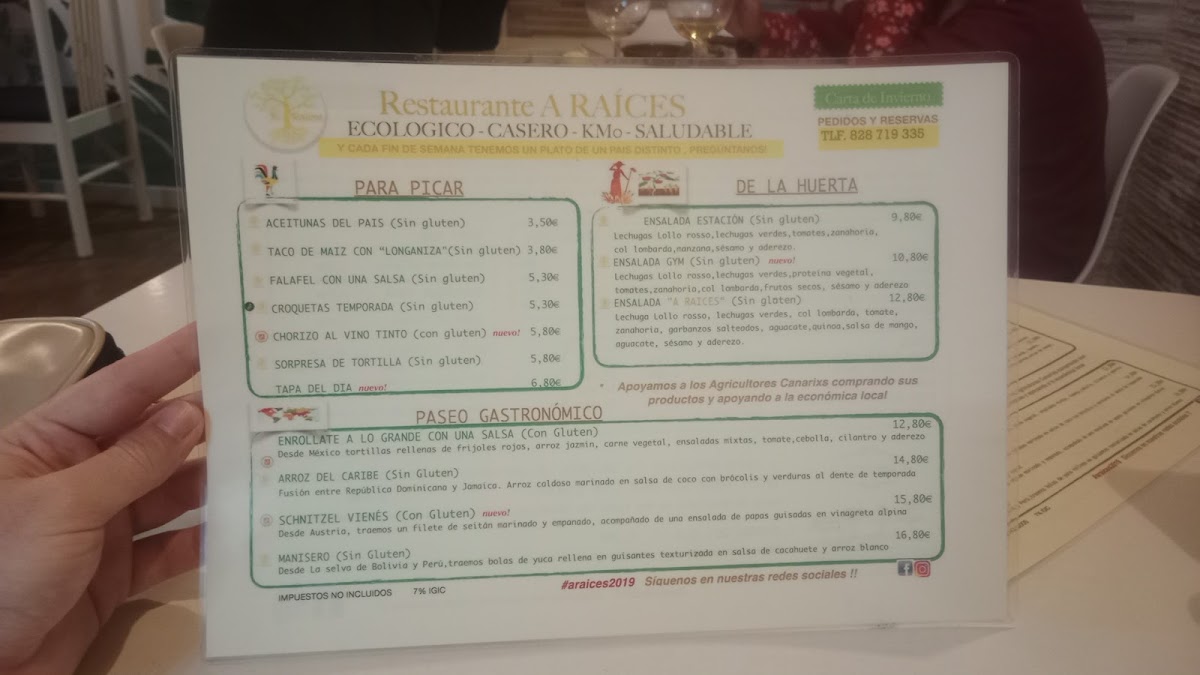 Restaurante A RAÍCES
ECOLOGICO - CASERO - KMo - SALUDABLE
Y CADA FIN DE SEMANA TENEMOS UN PLATO DE UN PAIS DISTINTO , PREGÚNTANOS!
Carta de Invierno
PEDIDOS Y RESERVAS
TLF. 828 719 335
PARA PICAR
ACEITUNAS DEL PAIS (Sin gluten) 3,50€
TACO DE MAIZ CON "LONGANIZA"(Sin gluten) 3,80€
FALAFEL CON UNA SALSA (Sin gluten) 5,30€
CROQUETAS TEMPORADA (Sin gluten) 5,30€
CHORIZO AL VINO TINTO (con gluten) nuevo! 5,80€
SORPRESA DE TORTILLA (Sin gluten) 5,80€
TAPA DEL DIA nuevo! 6,80€
DE LA HUERTA
ENSALADA ESTACIÓN (Sin gluten) 9,80€
Lechugas Lollo rosso,lechugas verdes,tomates,zanahoria,
col lombarda,manzana,sésamo y aderezo.
ENSALADA GYM (Sin gluten) nuevo! 10,80€
Lechugas Lollo rosso,lechugas verdes,proteina vegetal,
tomates,zanahoria,col lombarda,frutos secos, sésamo y aderezo
ENSALADA "A RAICES" (Sin gloten) 12,80€
Lechuga Lollo rosso, lechugas verdes, col lombarda, tomate,
zanahoria, garbanzos salteados, aguacate,quinoa,salsa de mango,
aguacate, sésamo y aderezo.
• Apoyamos a los Agricultores Canarixs comprando sus
productos y apoyando a la económica local
PASEO GASTRONÓMICO
ENROLLATE A LO GRANDE CON UNA SALSA (Con Gluten) 12,80€
Desde México tortillas rellenas de frijoles rojos, arroz jazmin, carne vegetal, ensaladas mixtas, tomate,cebolla, cilantro y aderezo
ARROZ DEL CARIBE (Sin Gluten) 14,80€
Fusión entre República Dominicana y Jamaica. Arroz caldoso marinado en salsa de coco con brócolis y verduras al dente de temporada
SCHNITZEL VIENÉS (Con Gluten) nuevo! 15,80€
Desde Austria, traemos un filete de seitán marinado y empanado, acompañado de una ensalada de papas guisadas en vinagreta alpina
MANISERO (Sin Gluten) 16,80€
Desde La selva de Bolivia y Perú,traemos bolas de yuca rellena en guisantes texturizada en salsa de cacahuete y arroz blanco
IMPUESTOS NO INCLUIDOS 7% IGIC
#araices2019 Síguenos en nuestras redes sociales !!